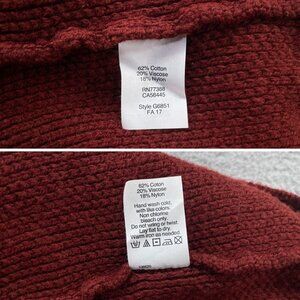 62% Cotton
20% Viscose
18% Nylon
RN77388
CA58445
Style G6851
FA 17
62% Cotton
20% Viscose
18% Nylon
Hand wash cold,
with like colors.
Non chlorine
bleach only.
Do not wring or twist.
Lay flat to dry.
Warm iron as needed.